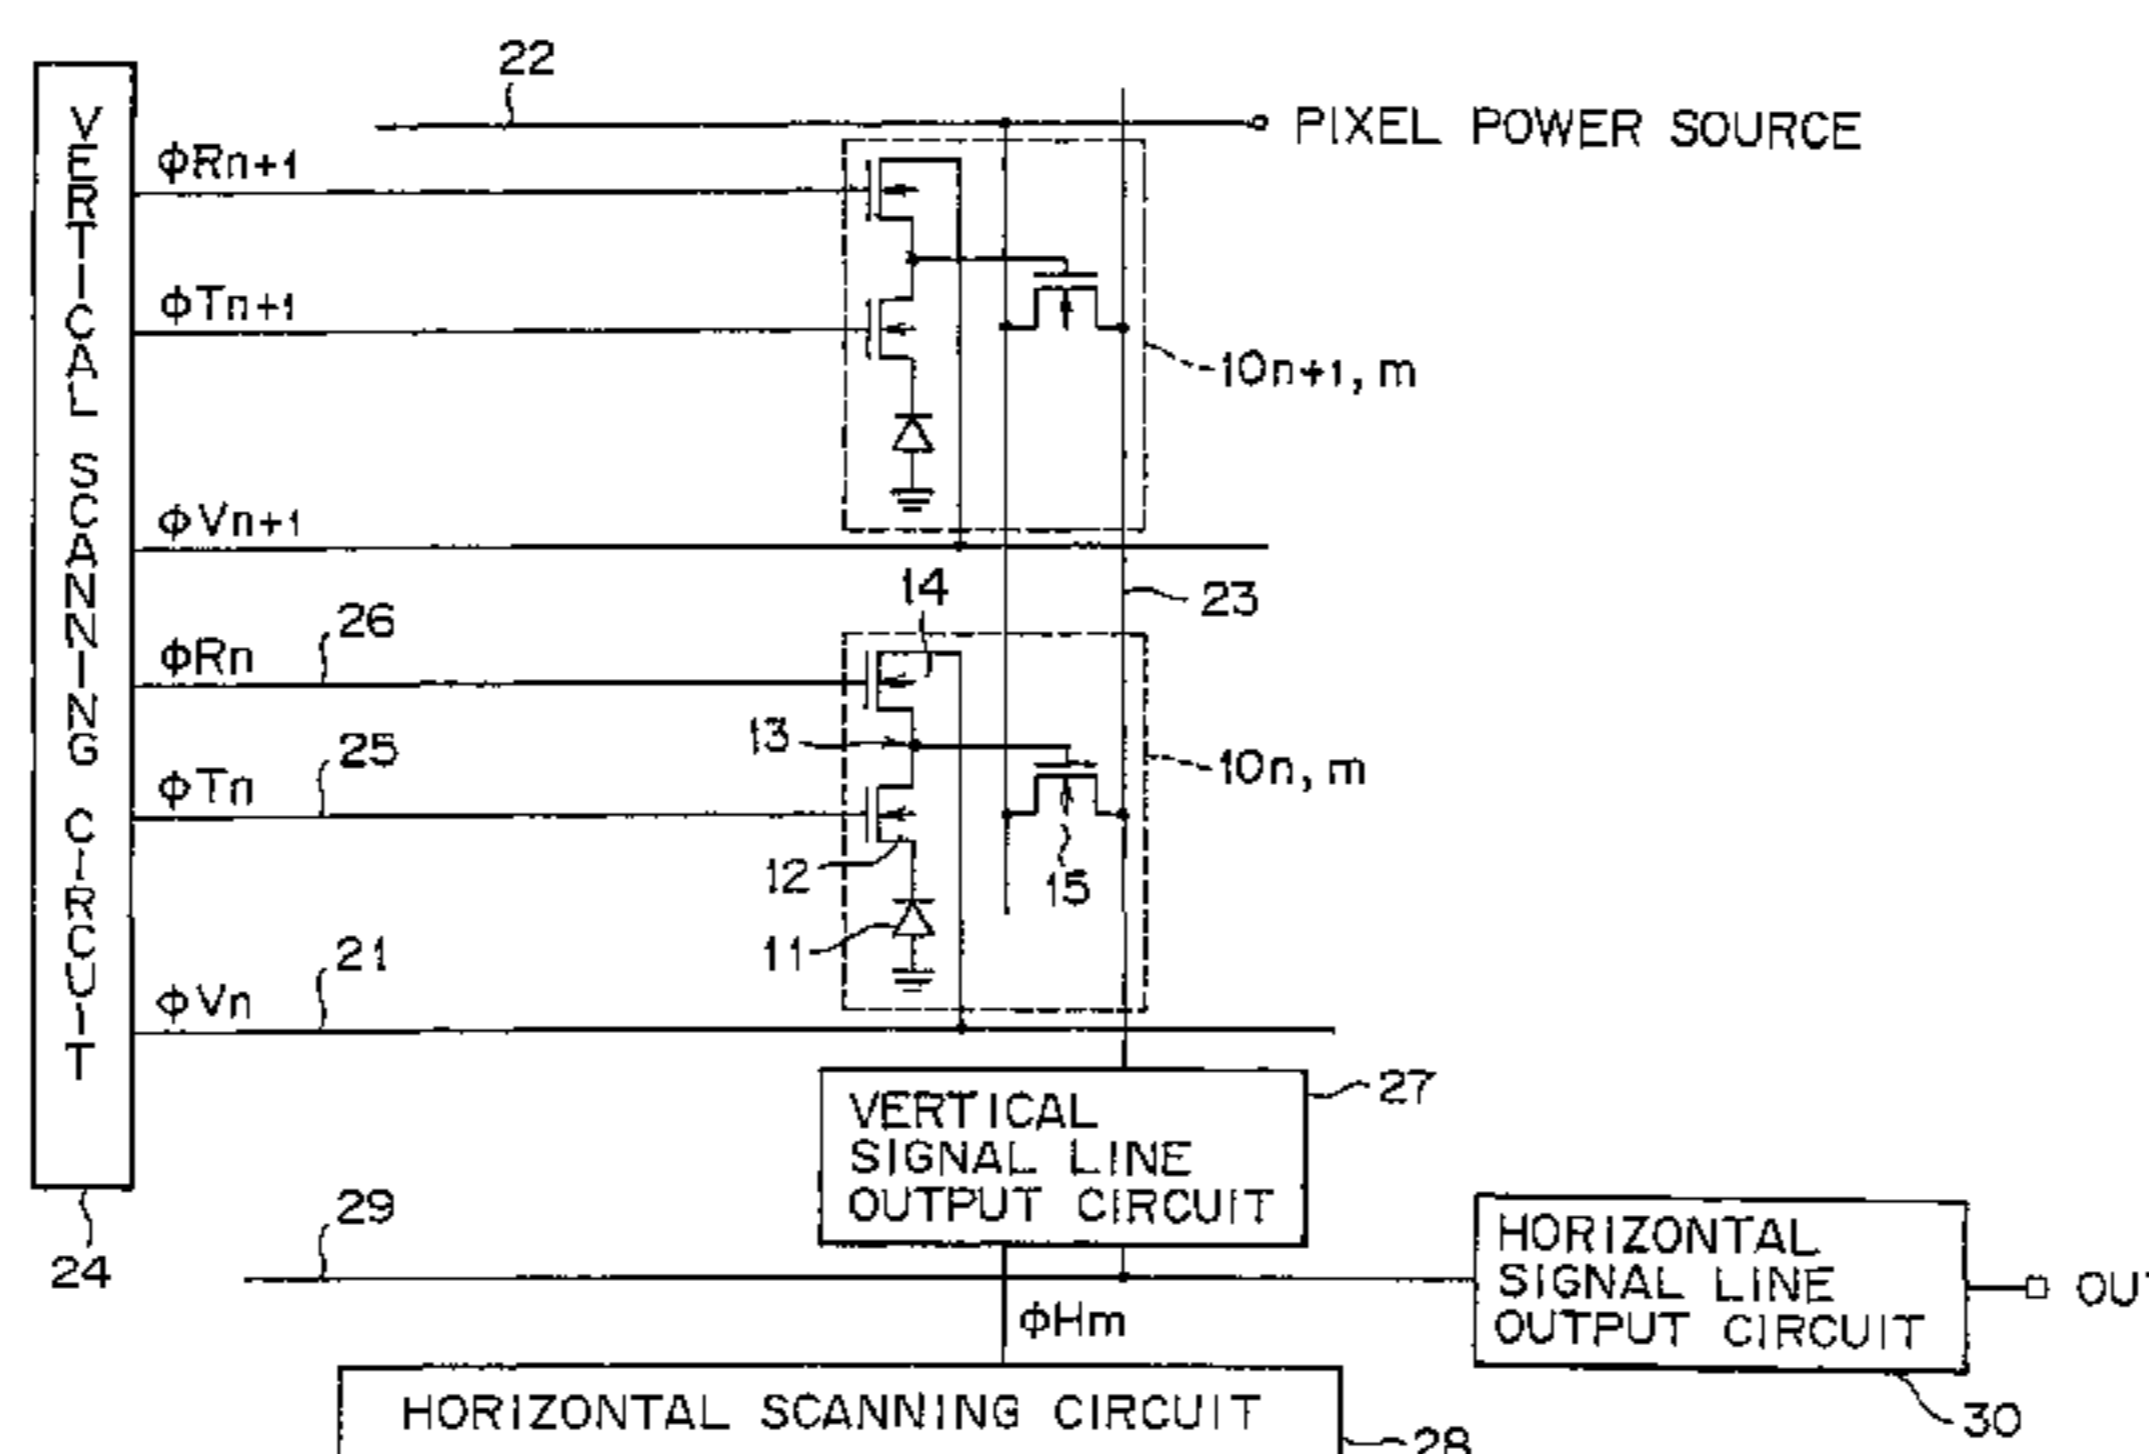 22
PIXEL POWER SOURCE
VERTICAL SCANNING CIRCUIT
ΦRn+1
ΦTn+1
10n+1, m
ΦVn+1
14
23
26
ΦRn
13
10n, m
25
ΦTn
12
15
11
21
ΦVn
27
VERTICAL
SIGNAL LINE
OUTPUT CIRCUIT
29
24
HORIZONTAL
SIGNAL LINE
OUTPUT CIRCUIT
ΦHm
30
HORIZONTAL SCANNING CIRCUIT
28